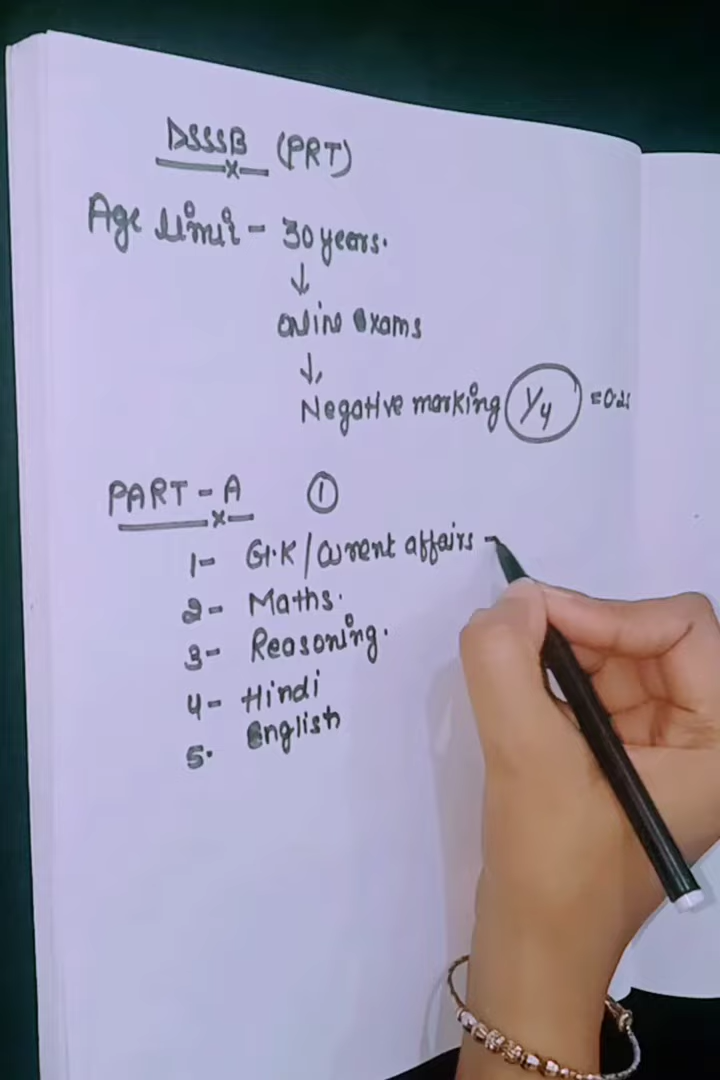 DSSSB (PRT)
Age limit - 30 years.
↓
online exams
↓
Negative marking 1/4 = 0.25
PART - A ①
1- G.K / Current affairs -
2- Maths.
3- Reasoning.
4- Hindi
5. English